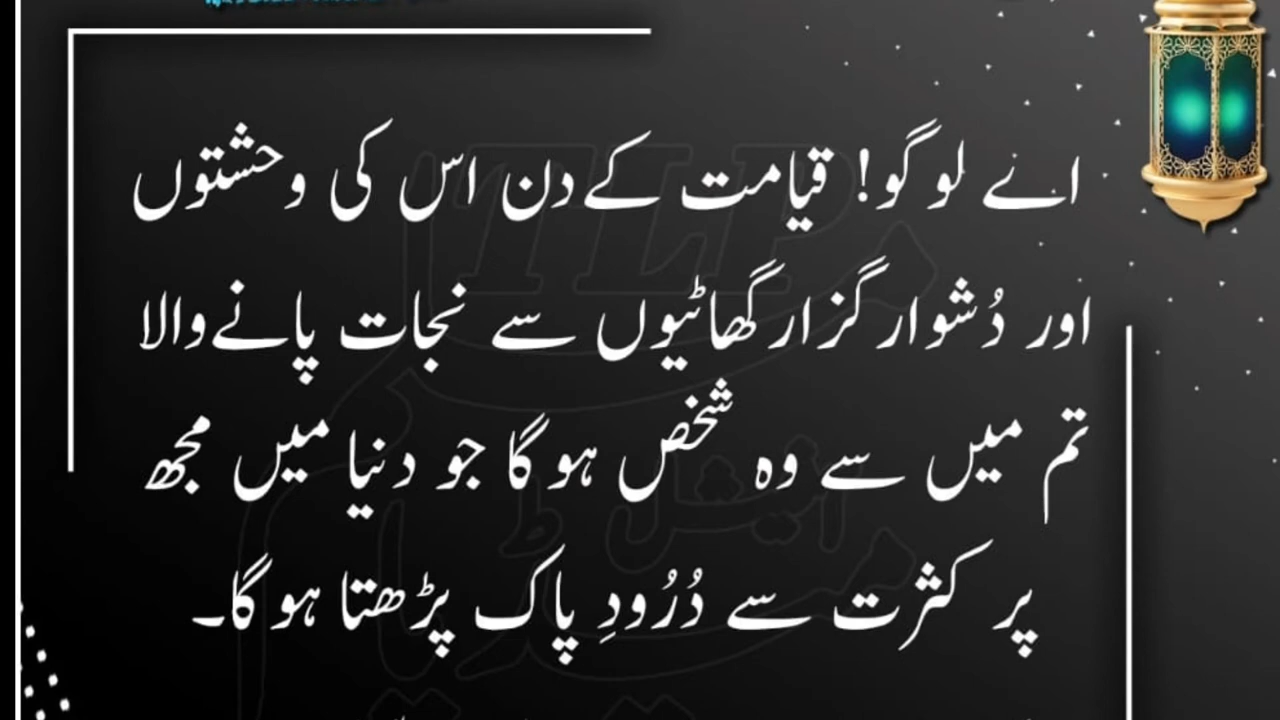 اے لوگو! قیامت کے دن اس کی وحشتوں
اور دُشوار گزار گھاٹیوں سے نجات پانے والا
تم میں سے وہ شخص ہوگا جو دنیا میں مجھ
پر کثرت سے دُرُودِ پاک پڑھتا ہوگا۔
TLP